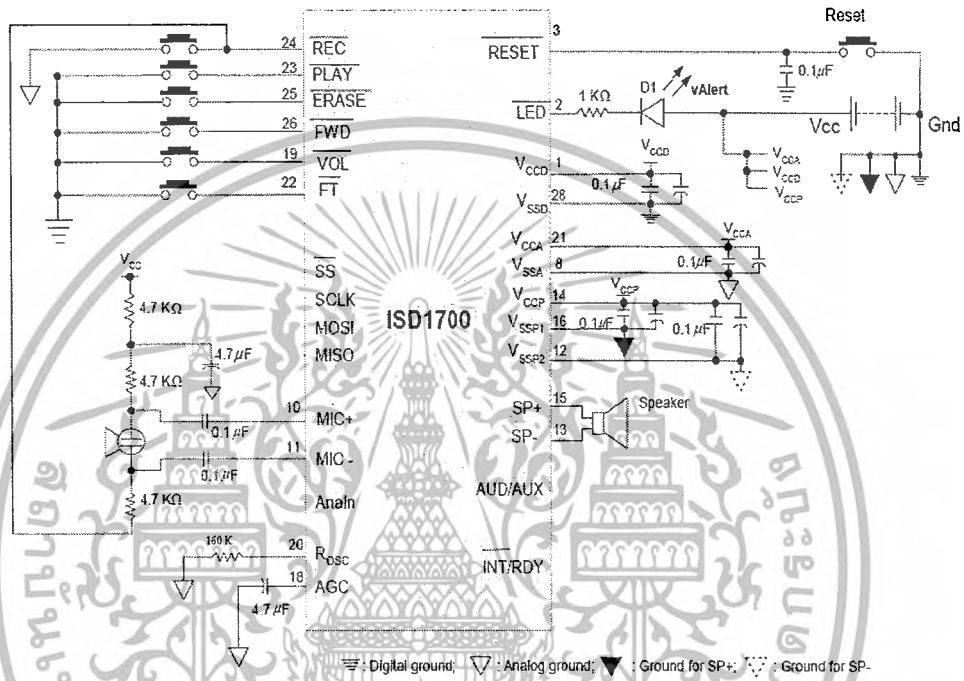 Reset
24 REC
23 PLAY
25 ERASE
26 FWD
19 VOL
22 FT
3 RESET
0.1µF
1 KΩ
D1
vAlert
2 LED
Vcc
Gnd
VCCA
VCCD
VCCP
VCCD
1 VCCD
0.1µF
28 VSSD
VCCA
21 VCCA
0.1µF
8 VSSA
VCCP
14 VCCP
0.1µF
0.1µF
16 VSSP1
12 VSSP2
VCC
4.7 KΩ
4.7µF
4.7 KΩ
SS
SCLK
MOSI
MISO
ISD1700
10 MIC+
0.1µF
11 MIC -
0.1µF
4.7 KΩ
AnaIn
15 SP+
13 SP-
Speaker
AUD/AUX
160 K
20 ROSC
18 AGC
4.7 µF
INT/RDY
: Digital ground; : Analog ground; : Ground for SP+; : Ground for SP-